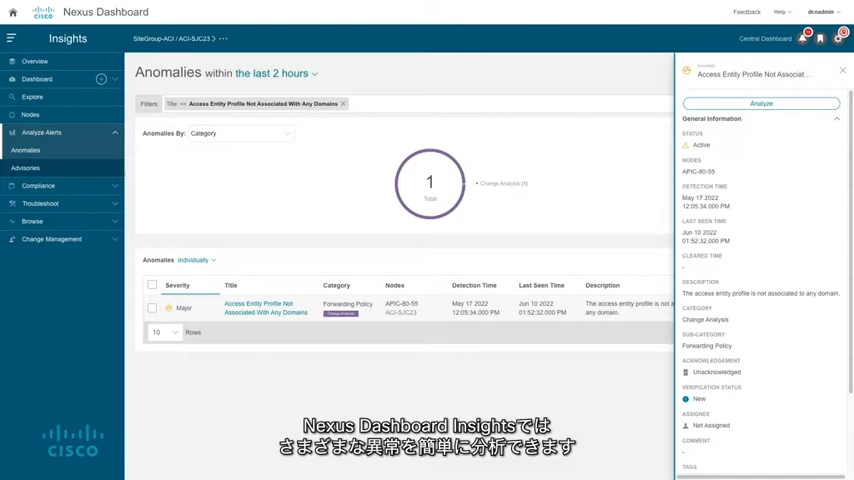 CISCO Nexus Dashboard
Feedback Help dcnadmin
Insights
SiteGroup-ACI / ACI-SJC23 > ···
Central Dashboard
Overview
Dashboard
Explore
Nodes
Analyze Alerts
Anomalies
Advisories
Compliance
Troubleshoot
Browse
Change Management
CISCO
Anomalies within the last 2 hours
Filters Title == Access Entity Profile Not Associated With Any Domains ×
Anomalies By: Category
1
Total
Change Analysis (1)
Anomalies Individually
Severity Title Category Nodes Detection Time Last Seen Time Description
Major Access Entity Profile Not Forwarding Policy APIC-80-55 May 17 2022 Jun 10 2022 The access entity profile is not a
Associated With Any Domains Change Analysis ACI-SJC23 12:05:34.000 PM 01:52:32.000 PM any domain.
10 Rows
Anomaly
Access Entity Profile Not Associat...
Analyze
General Information
STATUS
Active
NODES
APIC-80-55
DETECTION TIME
May 17 2022
12:05:34.000 PM
LAST SEEN TIME
Jun 10 2022
01:52:32.000 PM
CLEARED TIME
-
DESCRIPTION
The access entity profile is not associated to any domain.
CATEGORY
Change Analysis
SUB-CATEGORY
Forwarding Policy
ACKNOWLEDGEMENT
Unacknowledged
VERIFICATION STATUS
New
ASSIGNEE
Not Assigned
COMMENT
-
TAGS
Nexus Dashboard Insightsでは
さまざまな異常を簡単に分析できます